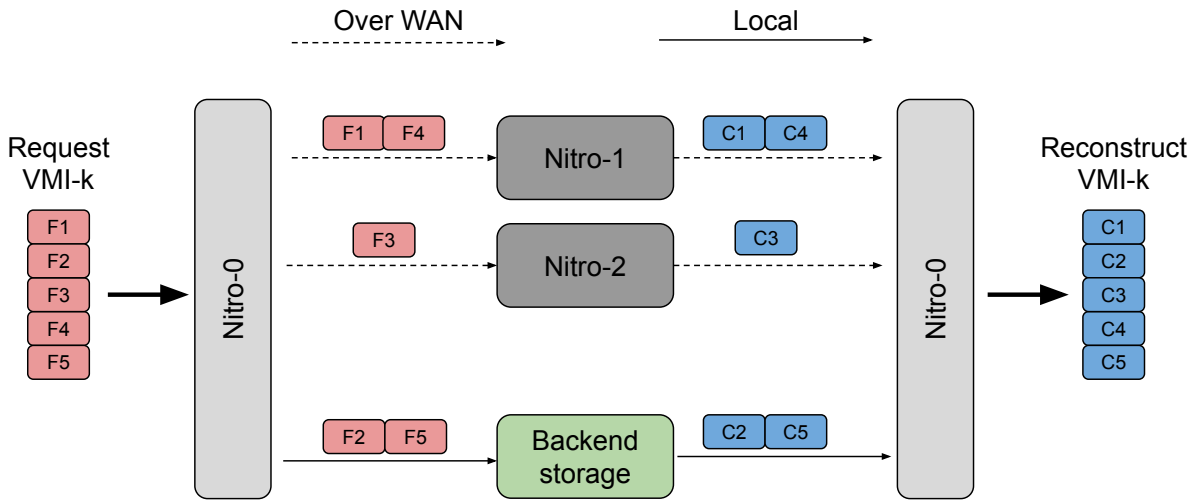 Over WAN
Local
Request
VMI-k
F1
F2
F3
F4
F5
Nitro-0
F1 F4
Nitro-1
C1 C4
F3
Nitro-2
C3
F2 F5
Backend
storage
C2 C5
Nitro-0
Reconstruct
VMI-k
C1
C2
C3
C4
C5